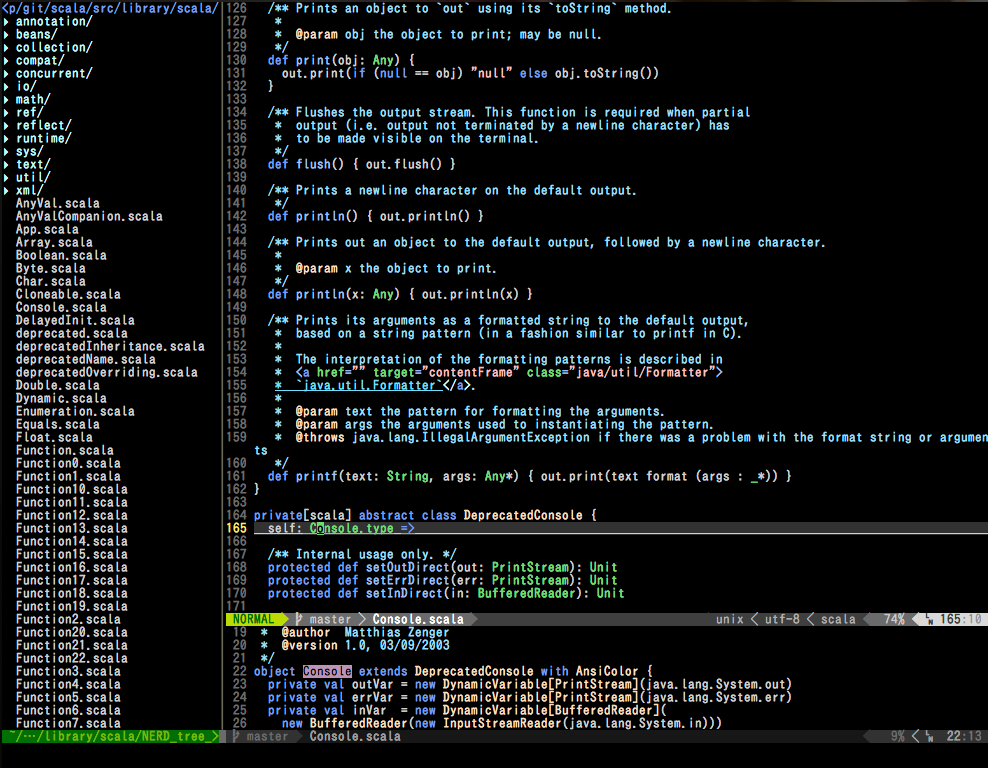 <p/git/scala/src/library/scala/
▸ annotation/
▸ beans/
▸ collection/
▸ compat/
▸ concurrent/
▸ io/
▸ math/
▸ ref/
▸ reflect/
▸ runtime/
▸ sys/
▸ text/
▸ util/
▸ xml/
AnyVal.scala
AnyValCompanion.scala
App.scala
Array.scala
Boolean.scala
Byte.scala
Char.scala
Cloneable.scala
Console.scala
DelayedInit.scala
deprecated.scala
deprecatedInheritance.scala
deprecatedName.scala
deprecatedOverriding.scala
Double.scala
Dynamic.scala
Enumeration.scala
Equals.scala
Float.scala
Function.scala
Function0.scala
Function1.scala
Function10.scala
Function11.scala
Function12.scala
Function13.scala
Function14.scala
Function15.scala
Function16.scala
Function17.scala
Function18.scala
Function19.scala
Function2.scala
Function20.scala
Function21.scala
Function22.scala
Function3.scala
Function4.scala
Function5.scala
Function6.scala
Function7.scala
~/…/library/scala/NERD_tree_>
126   /** Prints an object to `out` using its `toString` method.
127    *
128    *  @param obj the object to print; may be null.
129    */
130   def print(obj: Any) {
131     out.print(if (null == obj) "null" else obj.toString())
132   }
133
134   /** Flushes the output stream. This function is required when partial
135    *  output (i.e. output not terminated by a newline character) has
136    *  to be made visible on the terminal.
137    */
138   def flush() { out.flush() }
139
140   /** Prints a newline character on the default output.
141    */
142   def println() { out.println() }
143
144   /** Prints out an object to the default output, followed by a newline character.
145    *
146    *  @param x the object to print.
147    */
148   def println(x: Any) { out.println(x) }
149
150   /** Prints its arguments as a formatted string to the default output,
151    *  based on a string pattern (in a fashion similar to printf in C).
152    *
153    *  The interpretation of the formatting patterns is described in
154    *  <a href="" target="contentFrame" class="java/util/Formatter">
155    *  `java.util.Formatter`</a>.
156    *
157    *  @param text the pattern for formatting the arguments.
158    *  @param args the arguments used to instantiating the pattern.
159    *  @throws java.lang.IllegalArgumentException if there was a problem with the format string or argumen
ts
160    */
161   def printf(text: String, args: Any*) { out.print(text format (args : _*)) }
162 }
163
164 private[scala] abstract class DeprecatedConsole {
165   self: Console.type =>
166
167   /** Internal usage only. */
168   protected def setOutDirect(out: PrintStream): Unit
169   protected def setErrDirect(err: PrintStream): Unit
170   protected def setInDirect(in: BufferedReader): Unit
171
NORMAL master Console.scala unix < utf-8 < scala 74% 165:10
19  *  @author  Matthias Zenger
20  *  @version 1.0, 03/09/2003
21  */
22 object Console extends DeprecatedConsole with AnsiColor {
23   private val outVar = new DynamicVariable[PrintStream](java.lang.System.out)
24   private val errVar = new DynamicVariable[PrintStream](java.lang.System.err)
25   private val inVar  = new DynamicVariable[BufferedReader](
26     new BufferedReader(new InputStreamReader(java.lang.System.in)))
master Console.scala 9% < 22:13